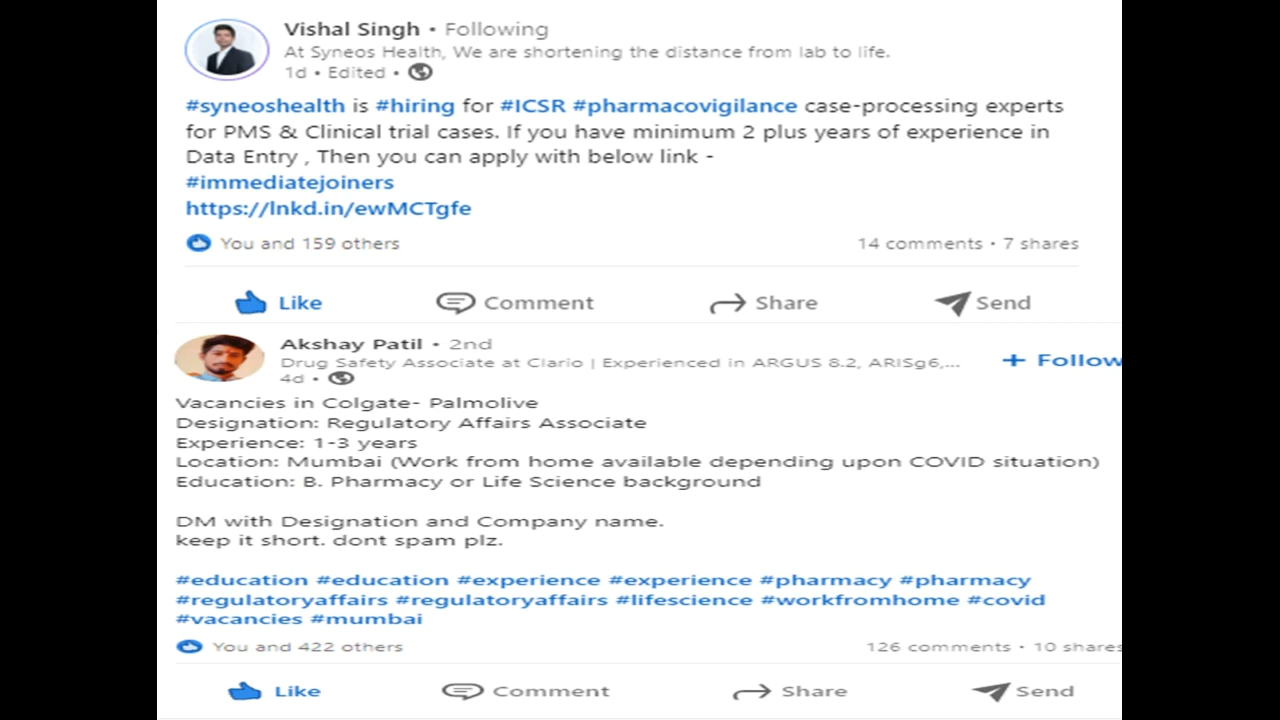 Vishal Singh • Following
At Syneos Health, We are shortening the distance from lab to life.
1d • Edited •
#syneoshealth is #hiring for #ICSR #pharmacovigilance case-processing experts
for PMS & Clinical trial cases. If you have minimum 2 plus years of experience in
Data Entry , Then you can apply with below link -
#immediatejoiners
https://lnkd.in/ewMCTgfe
You and 159 others 14 comments • 7 shares
Like Comment Share Send
Akshay Patil • 2nd
Drug Safety Associate at Clario | Experienced in ARGUS 8.2, ARISg6,...
+ Follow
4d •
Vacancies in Colgate- Palmolive
Designation: Regulatory Affairs Associate
Experience: 1-3 years
Location: Mumbai (Work from home available depending upon COVID situation)
Education: B. Pharmacy or Life Science background
DM with Designation and Company name.
keep it short. dont spam plz.
#education #education #experience #experience #pharmacy #pharmacy
#regulatoryaffairs #regulatoryaffairs #lifescience #workfromhome #covid
#vacancies #mumbai
You and 422 others 126 comments • 10 shares
Like Comment Share Send